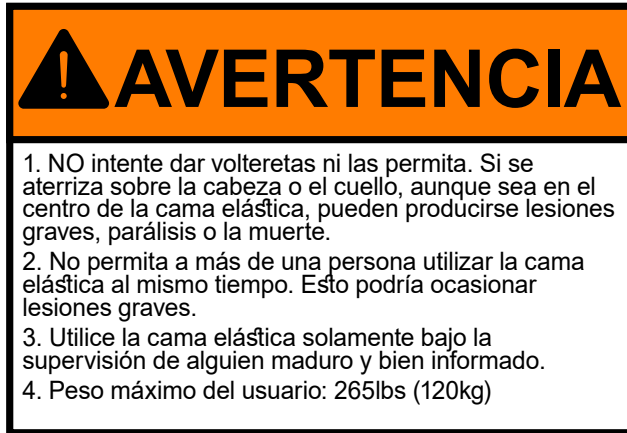 AVERTENCIA
1. NO intente dar volteretas ni las permita. Si se
aterriza sobre la cabeza o el cuello, aunque sea en el
centro de la cama elástica, pueden producirse lesiones
graves, parálisis o la muerte.
2. No permita a más de una persona utilizar la cama
elástica al mismo tiempo. Esto podría ocasionar
lesiones graves.
3. Utilice la cama elástica solamente bajo la
supervisión de alguien maduro y bien informado.
4. Peso máximo del usuario: 265lbs (120kg)